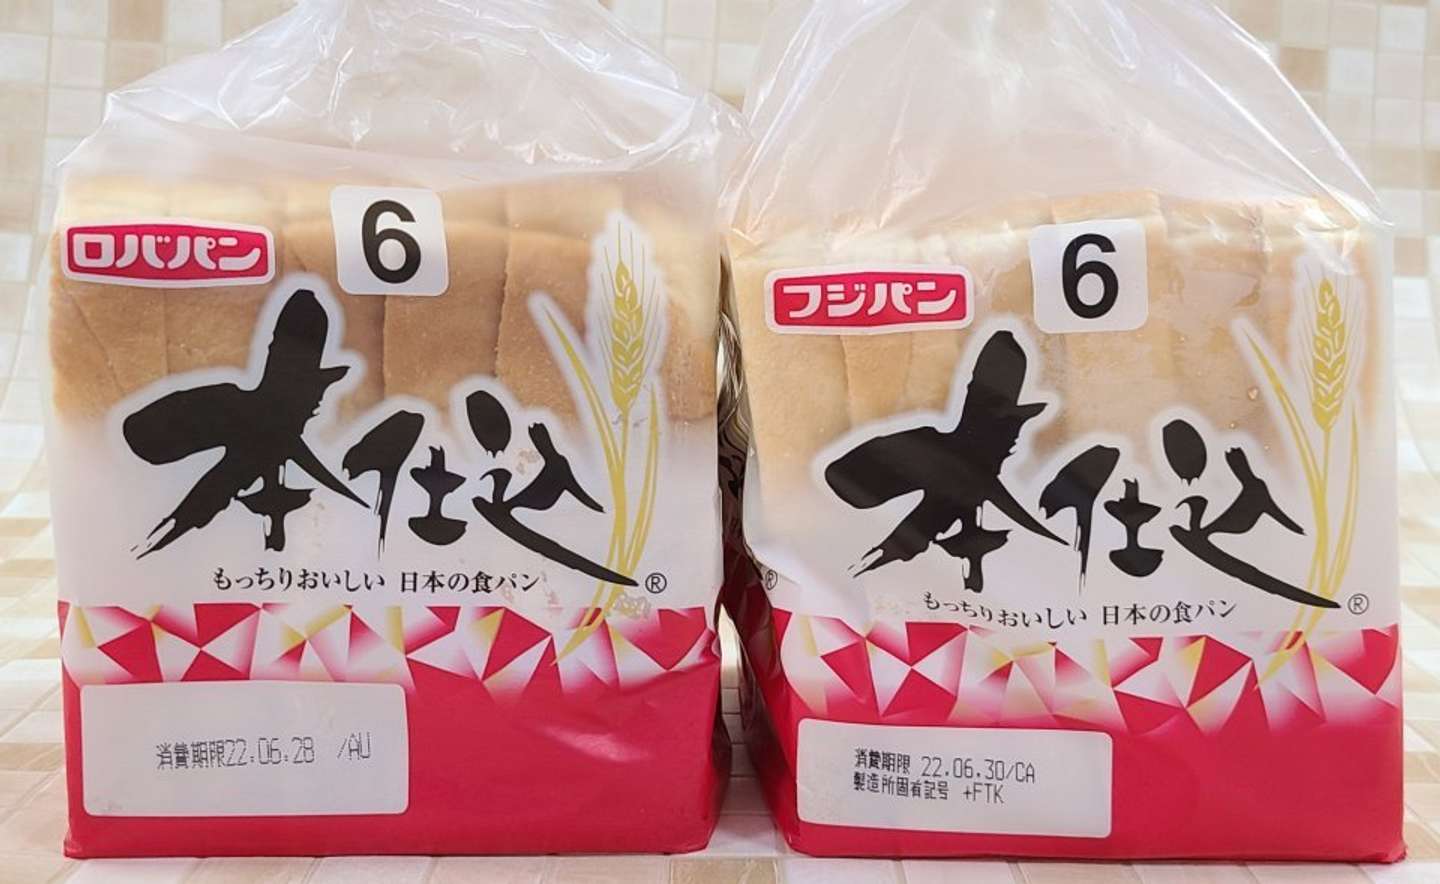 ロバパン
6
本仕込
®
もっちりおいしい 日本の食パン
消費期限22.06.28 /AU
フジパン
6
本仕込
®
もっちりおいしい 日本の食パン
消費期限 22.06.30/CA
製造所固有記号 +FTK
®